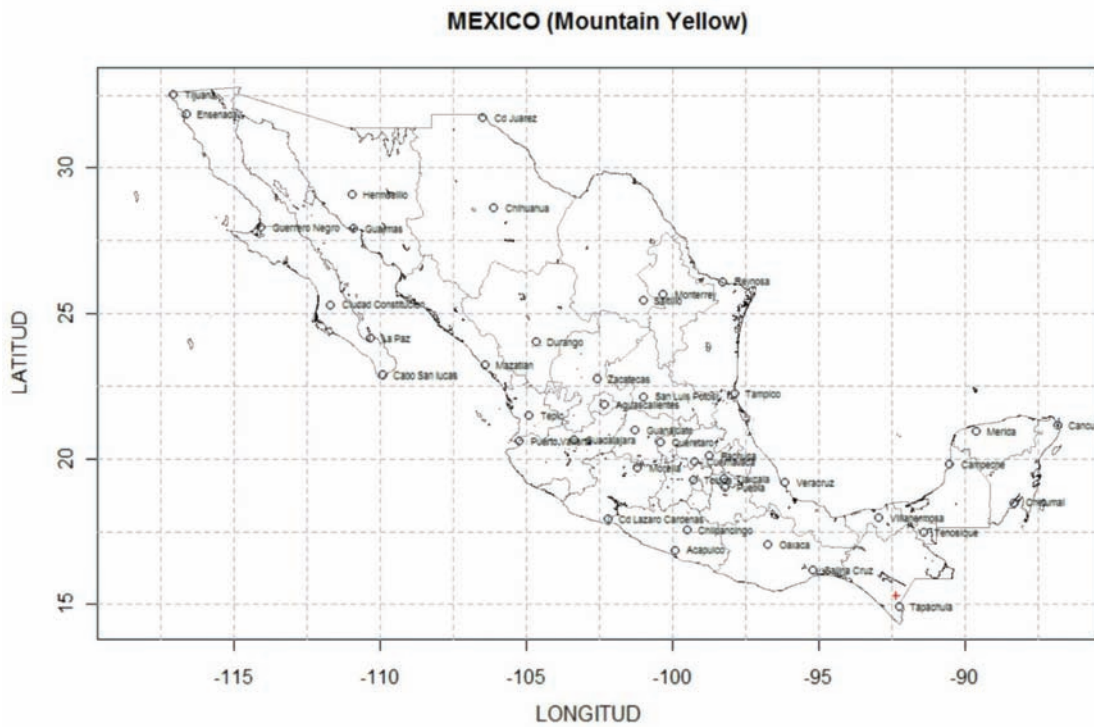 MEXICO (Mountain Yellow)
Tijuana
Ensenada
Cd Juarez
30
Hermosillo
Chihuahua
Guerrero Negro
Guaymas
Reynosa
Monterrey
Saltillo
Ciudad Constitucion
25
La Paz
Durango
Mazatlan
Cabo San lucas
Zacatecas
San Luis Potosi
Tampico
Aguascalientes
Tepic
Guanajuato
Merida
Cancu
Puerto Vallarta
Guadalajara
Queretaro
20
Pachuca
Cuernavaca
Morelia
Campeche
Toluca
Tlaxcala
Puebla
Veracruz
Chetumal
Cd Lazaro Cardenas
Villahermosa
Chilpancingo
Tenosique
Acapulco
Oaxaca
Salina Cruz
15
Tapachula
LATITUD
-115
-110
-105
-100
-95
-90
LONGITUD